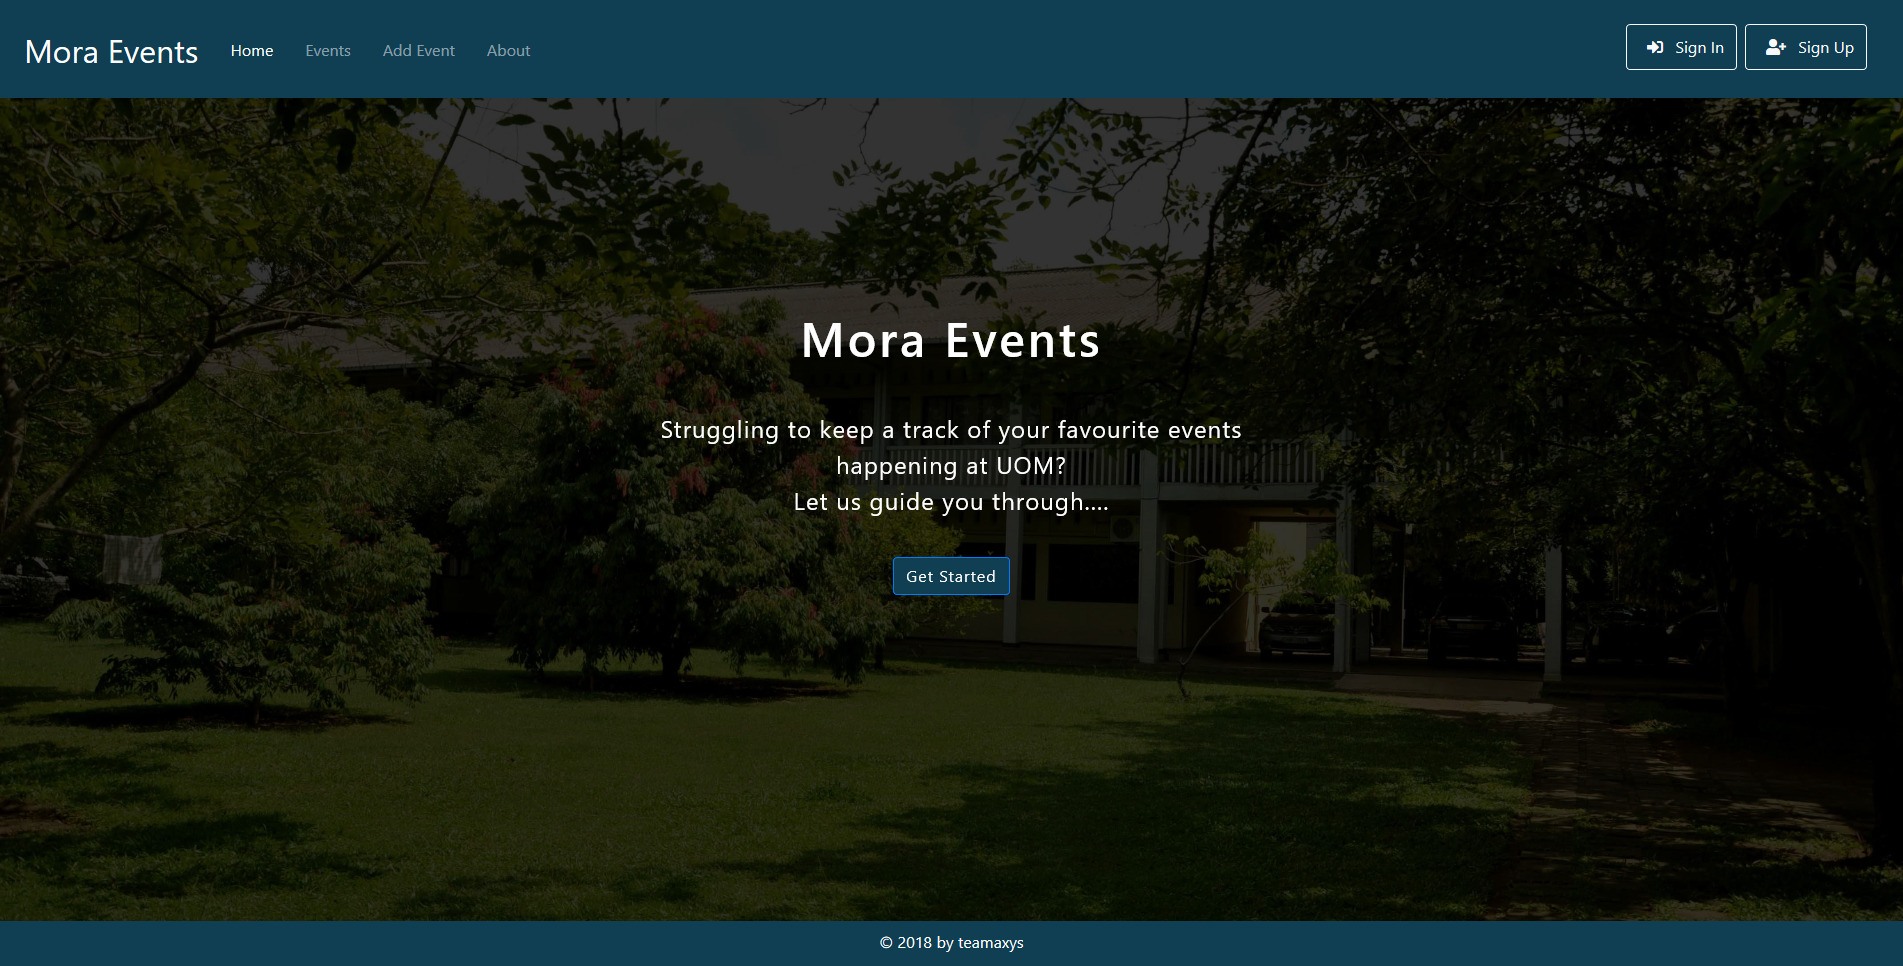 Mora Events
Home
Events
Add Event
About
Sign In
Sign Up
Mora Events
Struggling to keep a track of your favourite events
happening at UOM?
Let us guide you through....
Get Started
© 2018 by teamaxys